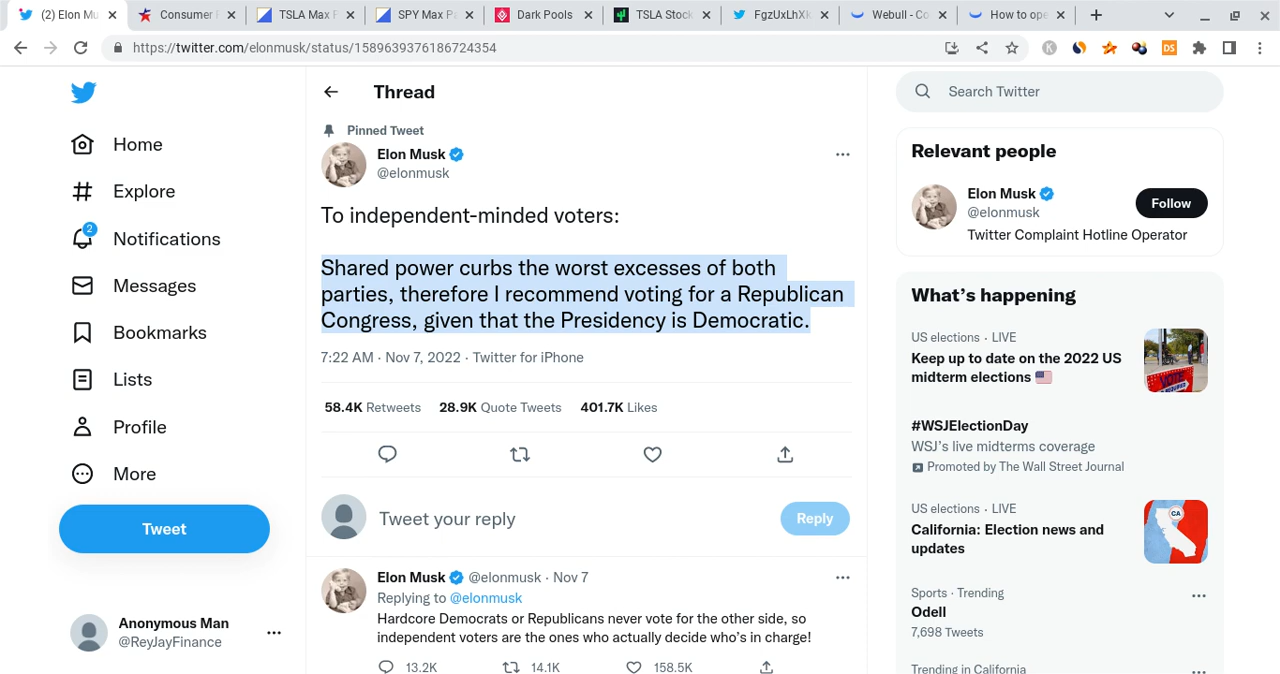 (2) Elon Mu
Consumer
TSLA Max
SPY Max Pa
Dark Pools
TSLA Stock
FgzUxLhXk
Webull - Co
How to ope
https://twitter.com/elonmusk/status/1589639376186724354
K
DS
Home
Explore
2
Notifications
Messages
Bookmarks
Lists
Profile
More
Tweet
Anonymous Man
@ReyJayFinance
Thread
Pinned Tweet
Elon Musk
@elonmusk
To independent-minded voters:
Shared power curbs the worst excesses of both
parties, therefore I recommend voting for a Republican
Congress, given that the Presidency is Democratic.
7:22 AM · Nov 7, 2022 · Twitter for iPhone
58.4K Retweets 28.9K Quote Tweets 401.7K Likes
Tweet your reply
Reply
Elon Musk @elonmusk · Nov 7
Replying to @elonmusk
Hardcore Democrats or Republicans never vote for the other side, so
independent voters are the ones who actually decide who's in charge!
13.2K 14.1K 158.5K
Search Twitter
Relevant people
Elon Musk
@elonmusk
Follow
Twitter Complaint Hotline Operator
What's happening
US elections · LIVE
Keep up to date on the 2022 US
midterm elections
VOTE
#WSJElectionDay
WSJ's live midterms coverage
Promoted by The Wall Street Journal
US elections · LIVE
California: Election news and
updates
CA
Sports · Trending
Odell
7,698 Tweets
Trending in California